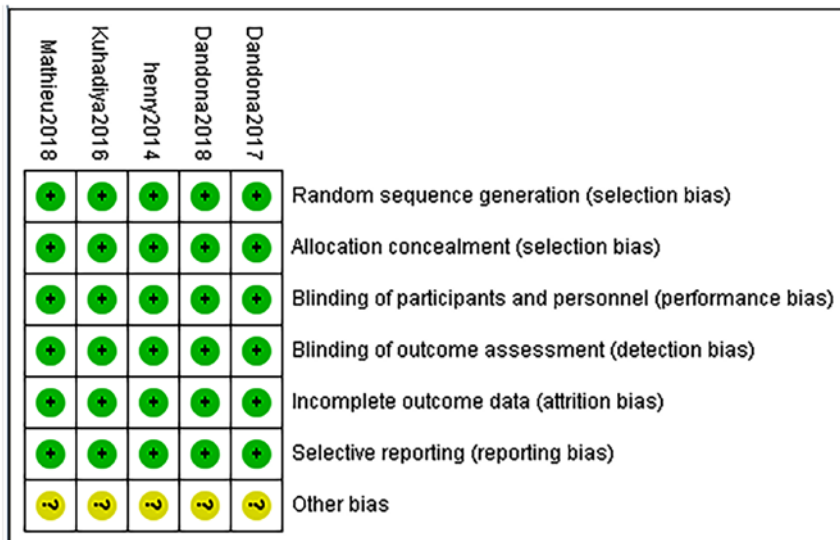 Mathieu2018
Kuhadiya2016
henry2014
Dandona2018
Dandona2017
+ + + + + Random sequence generation (selection bias)
+ + + + + Allocation concealment (selection bias)
+ + + + + Blinding of participants and personnel (performance bias)
+ + + + + Blinding of outcome assessment (detection bias)
+ + + + + Incomplete outcome data (attrition bias)
+ + + + + Selective reporting (reporting bias)
? ? ? ? ? Other bias